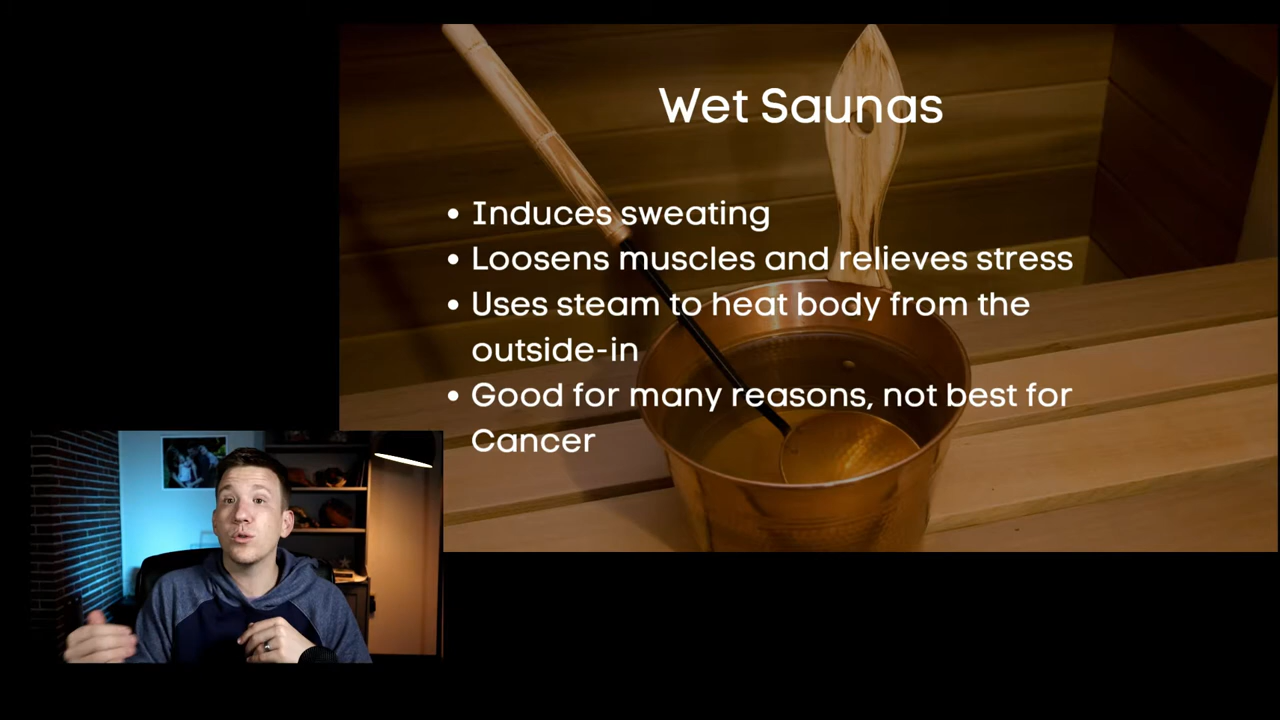 Wet Saunas
• Induces sweating
• Loosens muscles and relieves stress
• Uses steam to heat body from the
outside-in
• Good for many reasons, not best for
Cancer